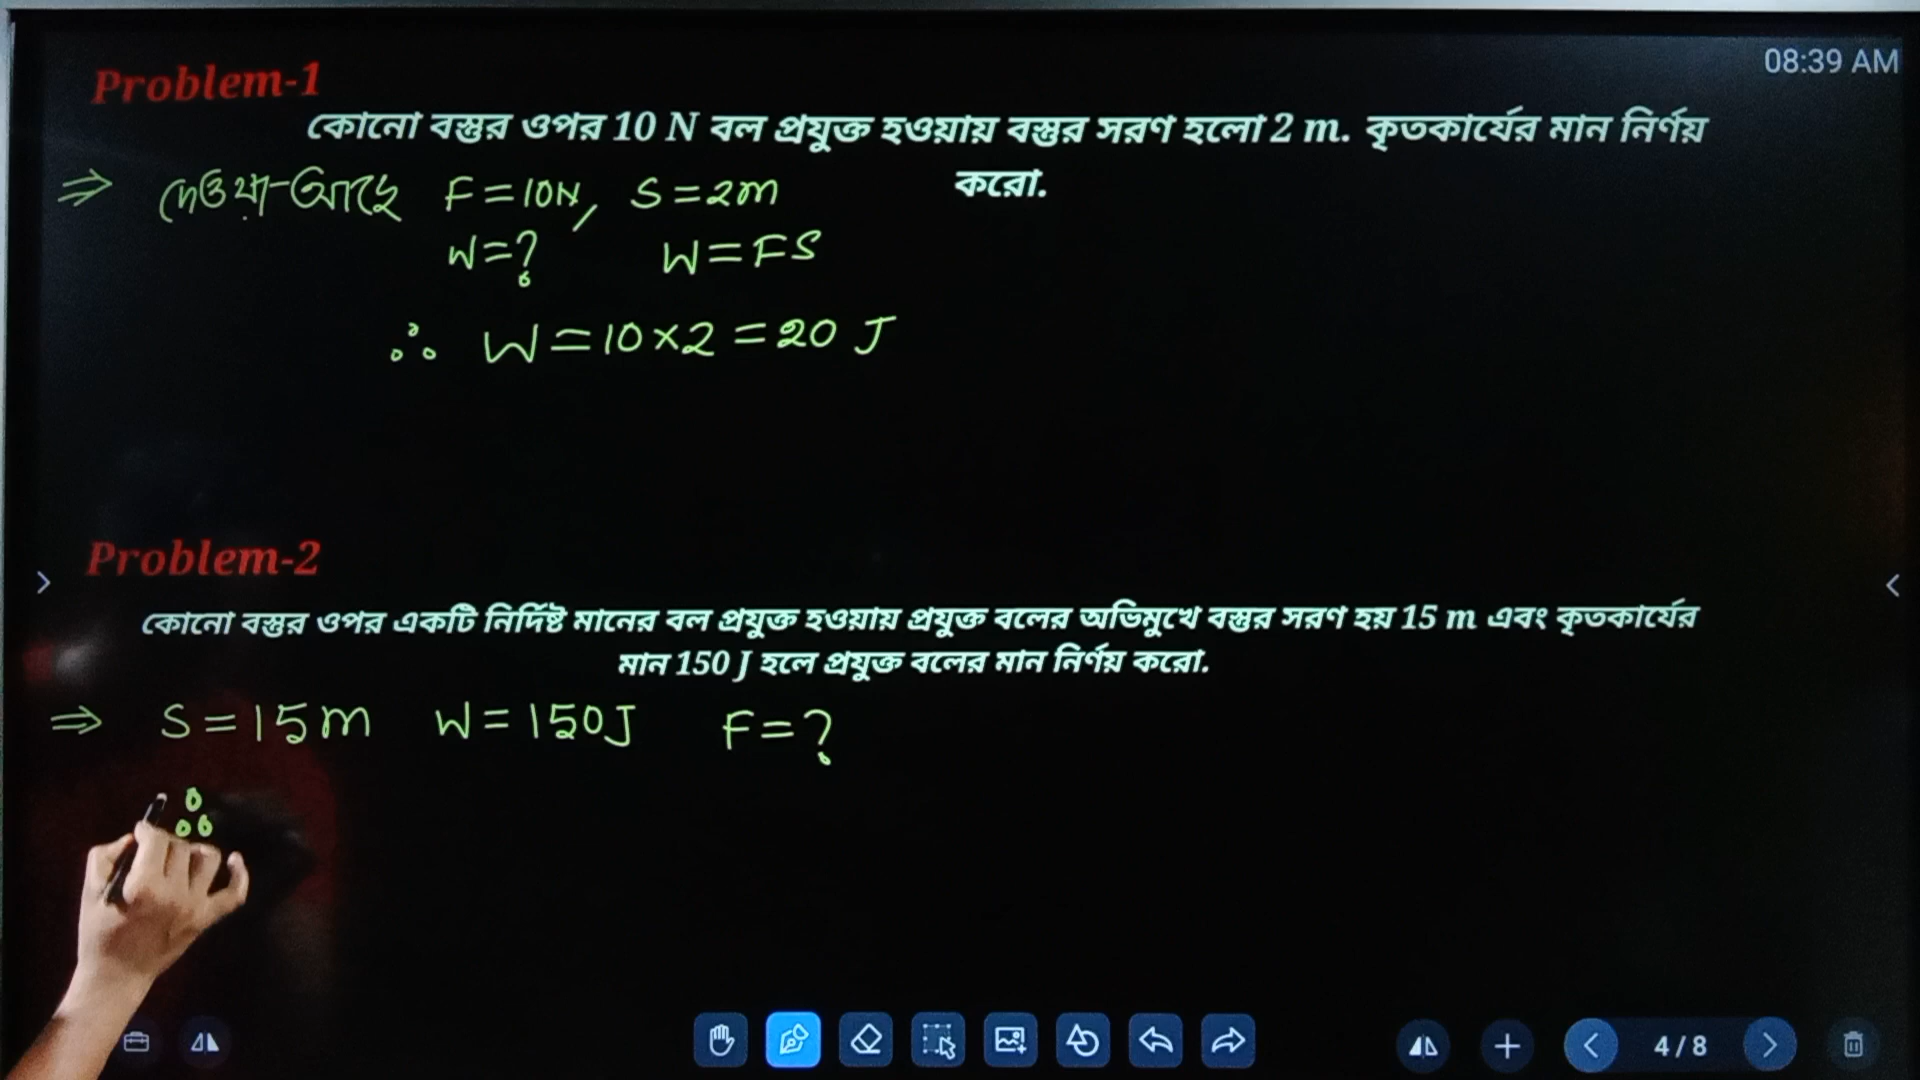 08:39 AM
Problem-1
কোনো বস্তুর ওপর 10 N বল প্রযুক্ত হওয়ায় বস্তুর সরণ হলো 2 m. কৃতকার্যের মান নির্ণয়
করো.
⇒ দেওয়া আছে F=10N, S=2m
W=? W=FS
∴ W=10×2=20 J
Problem-2
কোনো বস্তুর ওপর একটি নির্দিষ্ট মানের বল প্রযুক্ত হওয়ায় প্রযুক্ত বলের অভিমুখে বস্তুর সরণ হয় 15 m এবং কৃতকার্যের
মান 150 J হলে প্রযুক্ত বলের মান নির্ণয় করো.
⇒ S=15m W=150J F=?
∴
4/8